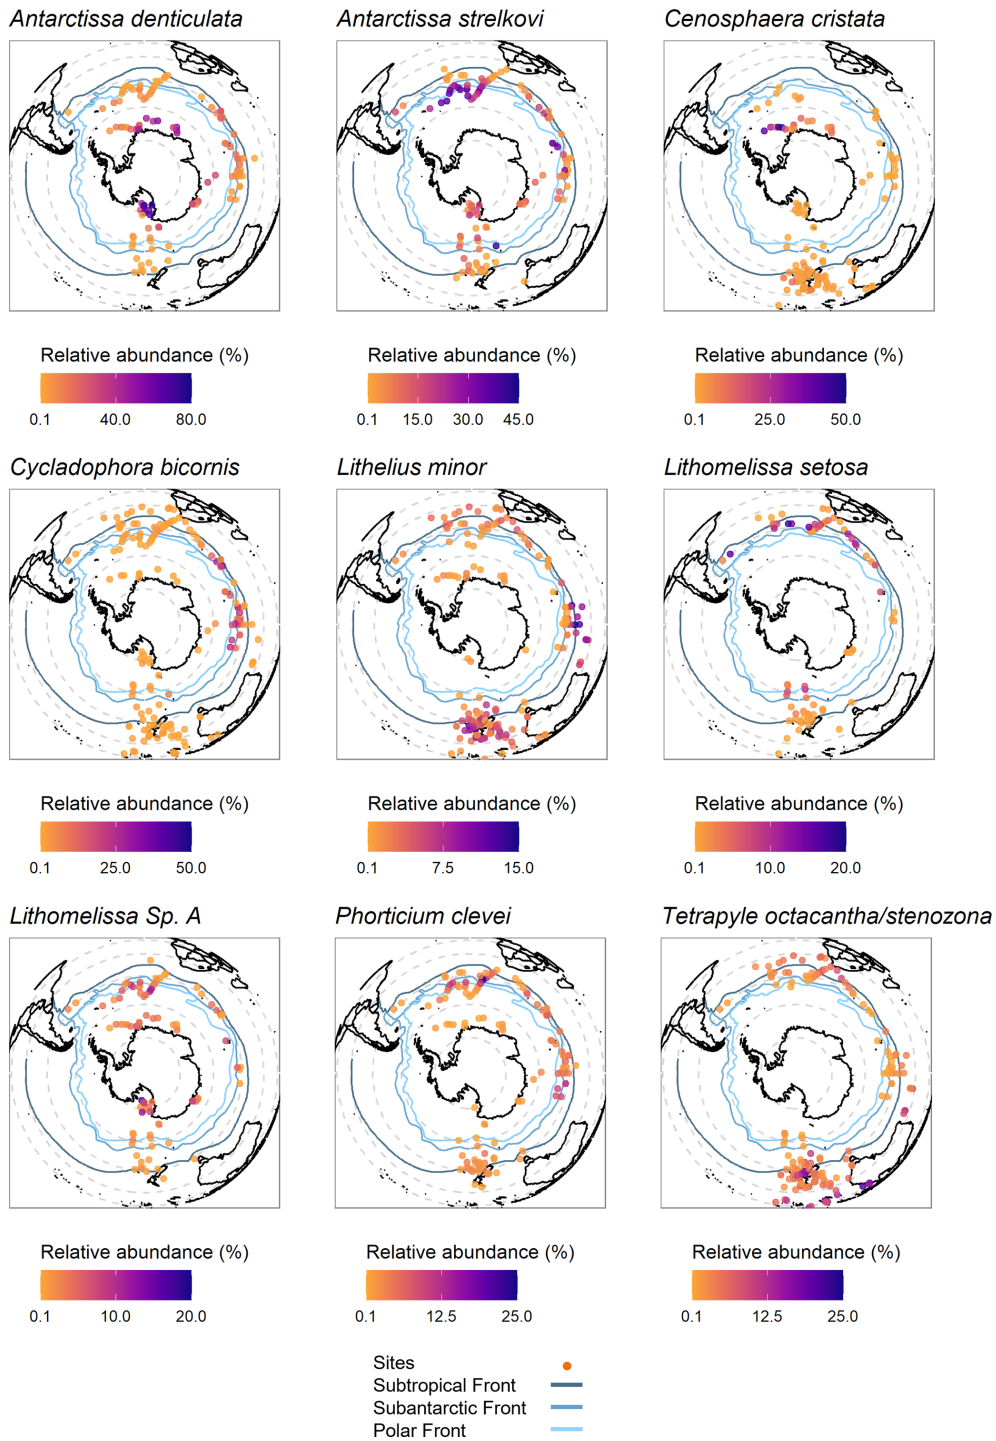 Antarctissa denticulata Antarctissa strelkovi Cenosphaera cristata
Relative abundance (%) Relative abundance (%) Relative abundance (%)
0.1 40.0 80.0 0.1 15.0 30.0 45.0 0.1 25.0 50.0
Cycladophora bicornis Lithelius minor Lithomelissa setosa
Relative abundance (%) Relative abundance (%) Relative abundance (%)
0.1 25.0 50.0 0.1 7.5 15.0 0.1 10.0 20.0
Lithomelissa Sp. A Phorticium clevei Tetrapyle octacantha/stenozona
Relative abundance (%) Relative abundance (%) Relative abundance (%)
0.1 10.0 20.0 0.1 12.5 25.0 0.1 12.5 25.0
Sites
Subtropical Front
Subantarctic Front
Polar Front